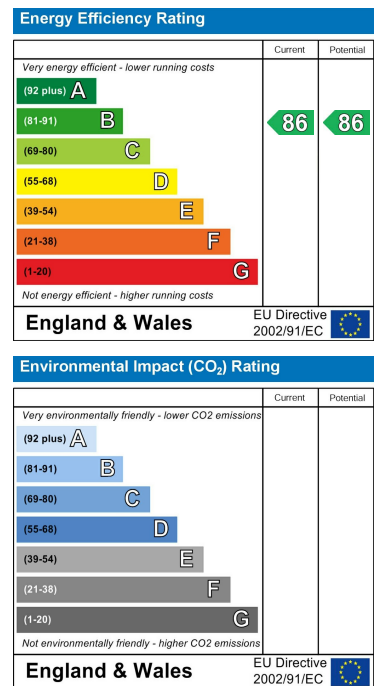 Energy Efficiency Rating
Current Potential
Very energy efficient - lower running costs
(92 plus) A
(81-91) B 86 86
(69-80) C
(55-68) D
(39-54) E
(21-38) F
(1-20) G
Not energy efficient - higher running costs
England & Wales
EU Directive
2002/91/EC
Environmental Impact (CO₂) Rating
Current Potential
Very environmentally friendly - lower CO2 emissions
(92 plus) A
(81-91) B
(69-80) C
(55-68) D
(39-54) E
(21-38) F
(1-20) G
Not environmentally friendly - higher CO2 emissions
England & Wales
EU Directive
2002/91/EC